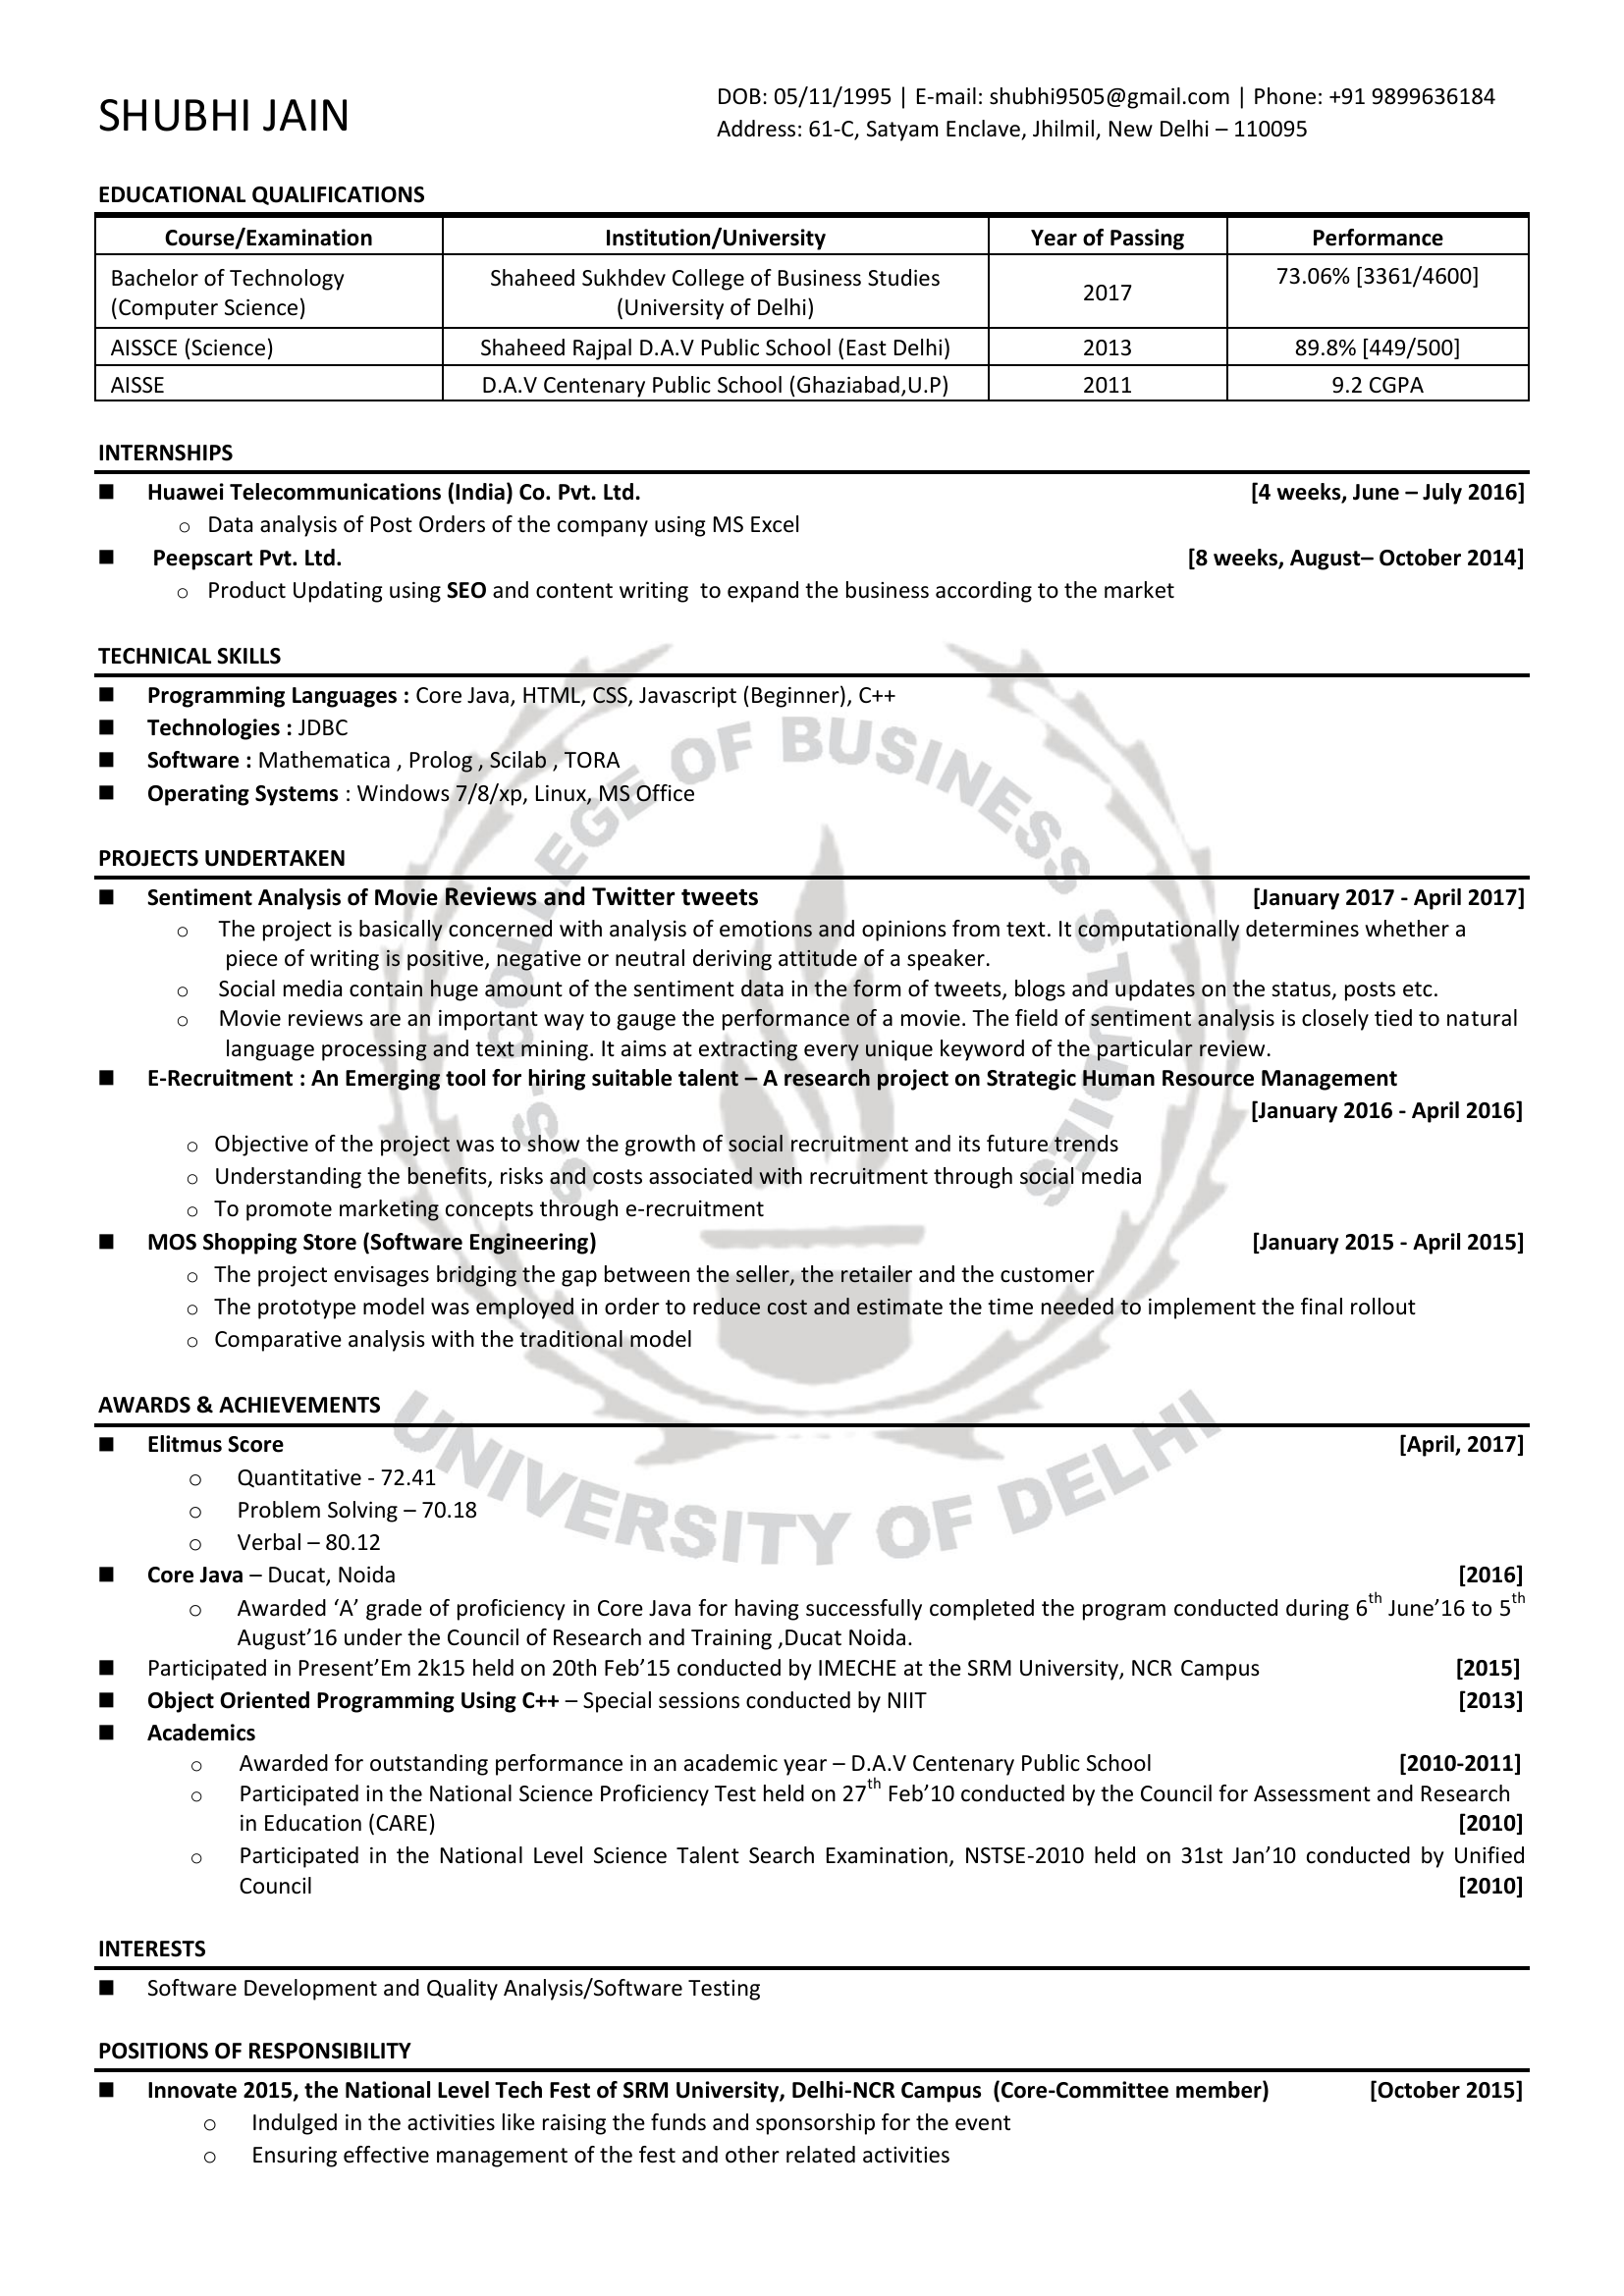 SHUBHI JAIN
DOB: 05/11/1995 | E-mail: shubhi9505@gmail.com | Phone: +91 9899636184
Address: 61-C, Satyam Enclave, Jhilmil, New Delhi – 110095
EDUCATIONAL QUALIFICATIONS
Course/Examination Institution/University Year of Passing Performance
Bachelor of Technology (Computer Science) Shaheed Sukhdev College of Business Studies (University of Delhi) 2017 73.06% [3361/4600]
AISSCE (Science) Shaheed Rajpal D.A.V Public School (East Delhi) 2013 89.8% [449/500]
AISSE D.A.V Centenary Public School (Ghaziabad,U.P) 2011 9.2 CGPA
INTERNSHIPS
■ Huawei Telecommunications (India) Co. Pvt. Ltd. [4 weeks, June – July 2016]
o Data analysis of Post Orders of the company using MS Excel
■ Peepscart Pvt. Ltd. [8 weeks, August– October 2014]
o Product Updating using SEO and content writing  to expand the business according to the market
TECHNICAL SKILLS
■ Programming Languages : Core Java, HTML, CSS, Javascript (Beginner), C++
■ Technologies : JDBC
■ Software : Mathematica , Prolog , Scilab , TORA
■ Operating Systems : Windows 7/8/xp, Linux, MS Office
PROJECTS UNDERTAKEN
■ Sentiment Analysis of Movie Reviews and Twitter tweets [January 2017 - April 2017]
o The project is basically concerned with analysis of emotions and opinions from text. It computationally determines whether a
piece of writing is positive, negative or neutral deriving attitude of a speaker.
o Social media contain huge amount of the sentiment data in the form of tweets, blogs and updates on the status, posts etc.
o Movie reviews are an important way to gauge the performance of a movie. The field of sentiment analysis is closely tied to natural
language processing and text mining. It aims at extracting every unique keyword of the particular review.
■ E-Recruitment : An Emerging tool for hiring suitable talent – A research project on Strategic Human Resource Management
[January 2016 - April 2016]
o Objective of the project was to show the growth of social recruitment and its future trends
o Understanding the benefits, risks and costs associated with recruitment through social media
o To promote marketing concepts through e-recruitment
■ MOS Shopping Store (Software Engineering) [January 2015 - April 2015]
o The project envisages bridging the gap between the seller, the retailer and the customer
o The prototype model was employed in order to reduce cost and estimate the time needed to implement the final rollout
o Comparative analysis with the traditional model
AWARDS & ACHIEVEMENTS
■ Elitmus Score [April, 2017]
o Quantitative - 72.41
o Problem Solving – 70.18
o Verbal – 80.12
■ Core Java – Ducat, Noida [2016]
o Awarded ‘A’ grade of proficiency in Core Java for having successfully completed the program conducted during 6th June’16 to 5th
August’16 under the Council of Research and Training ,Ducat Noida.
■ Participated in Present’Em 2k15 held on 20th Feb’15 conducted by IMECHE at the SRM University, NCR Campus [2015]
■ Object Oriented Programming Using C++ – Special sessions conducted by NIIT [2013]
■ Academics
o Awarded for outstanding performance in an academic year – D.A.V Centenary Public School [2010-2011]
o Participated in the National Science Proficiency Test held on 27th Feb’10 conducted by the Council for Assessment and Research
in Education (CARE) [2010]
o Participated in the National Level Science Talent Search Examination, NSTSE-2010 held on 31st Jan’10 conducted by Unified
Council [2010]
INTERESTS
■ Software Development and Quality Analysis/Software Testing
POSITIONS OF RESPONSIBILITY
■ Innovate 2015, the National Level Tech Fest of SRM University, Delhi-NCR Campus  (Core-Committee member) [October 2015]
o Indulged in the activities like raising the funds and sponsorship for the event
o Ensuring effective management of the fest and other related activities
S.S. COLLEGE OF BUSINESS STUDIES
UNIVERSITY OF DELHI